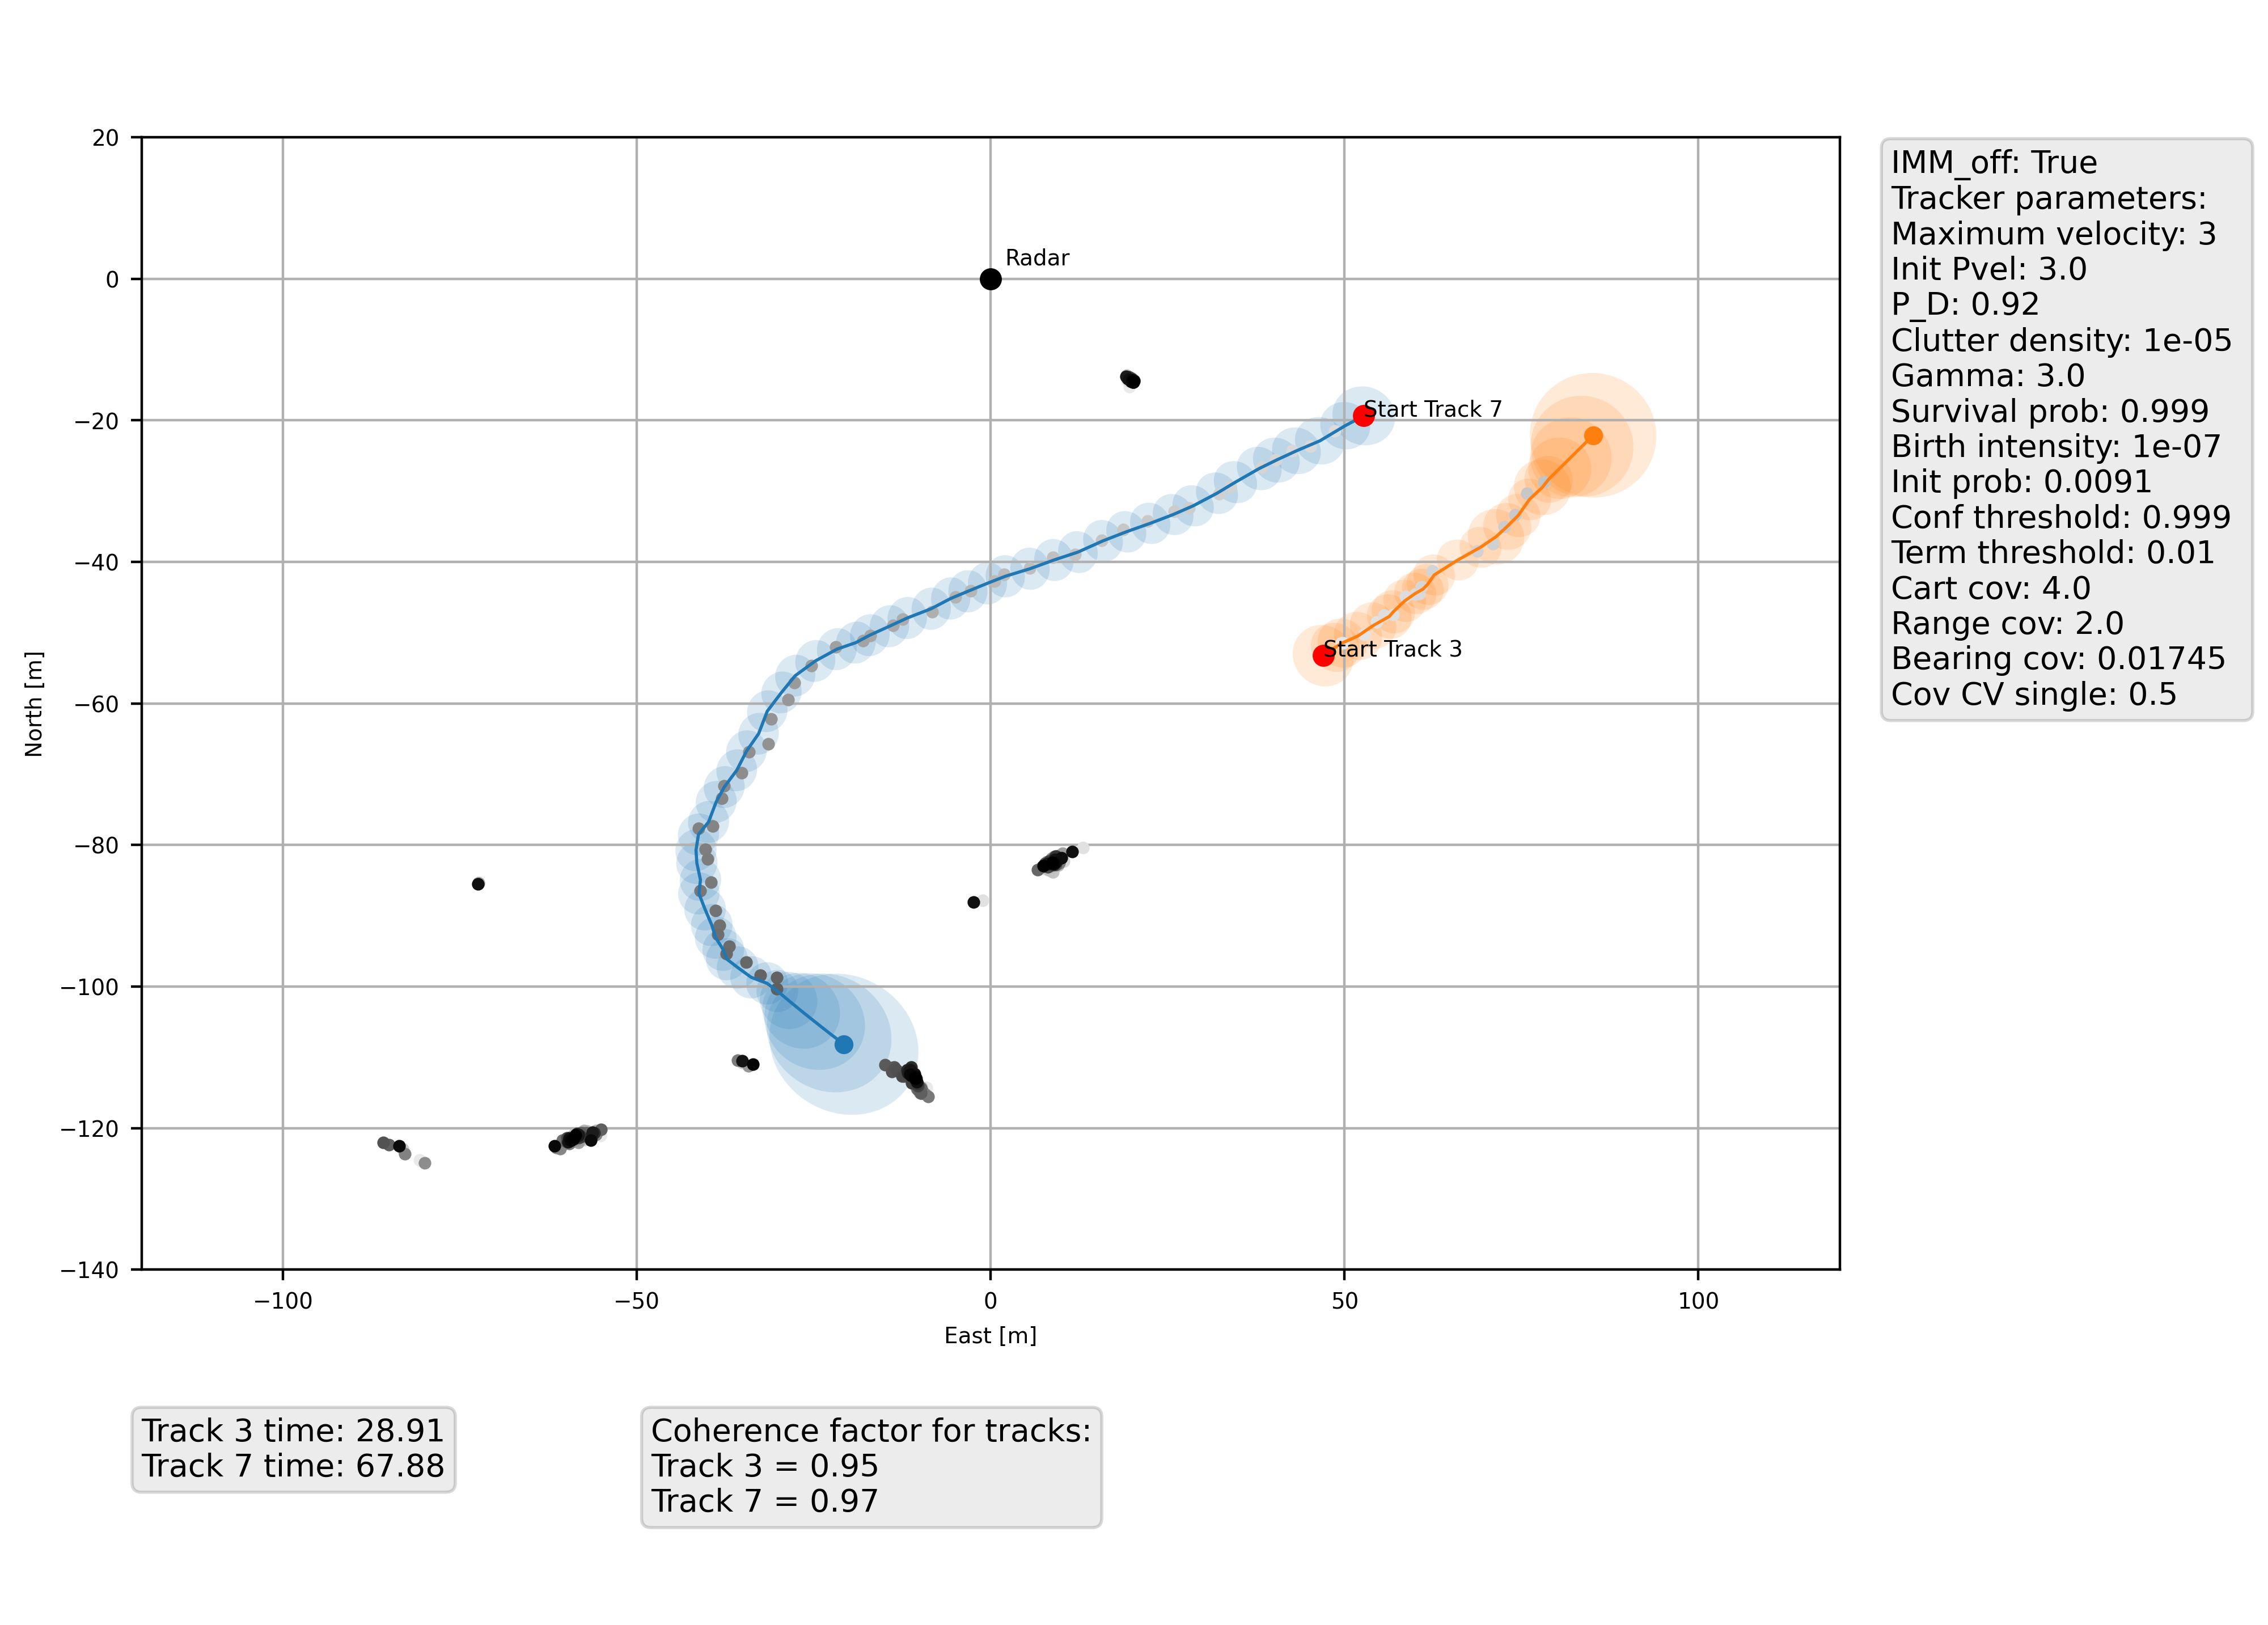 20
0
−20
−40
−60
−80
−100
−120
−140
−100
−50
0
50
100
North [m]
East [m]
Radar
Start Track 7
Start Track 3
IMM_off: True
Tracker parameters:
Maximum velocity: 3
Init Pvel: 3.0
P_D: 0.92
Clutter density: 1e-05
Gamma: 3.0
Survival prob: 0.999
Birth intensity: 1e-07
Init prob: 0.0091
Conf threshold: 0.999
Term threshold: 0.01
Cart cov: 4.0
Range cov: 2.0
Bearing cov: 0.01745
Cov CV single: 0.5
Track 3 time: 28.91
Track 7 time: 67.88
Coherence factor for tracks:
Track 3 = 0.95
Track 7 = 0.97